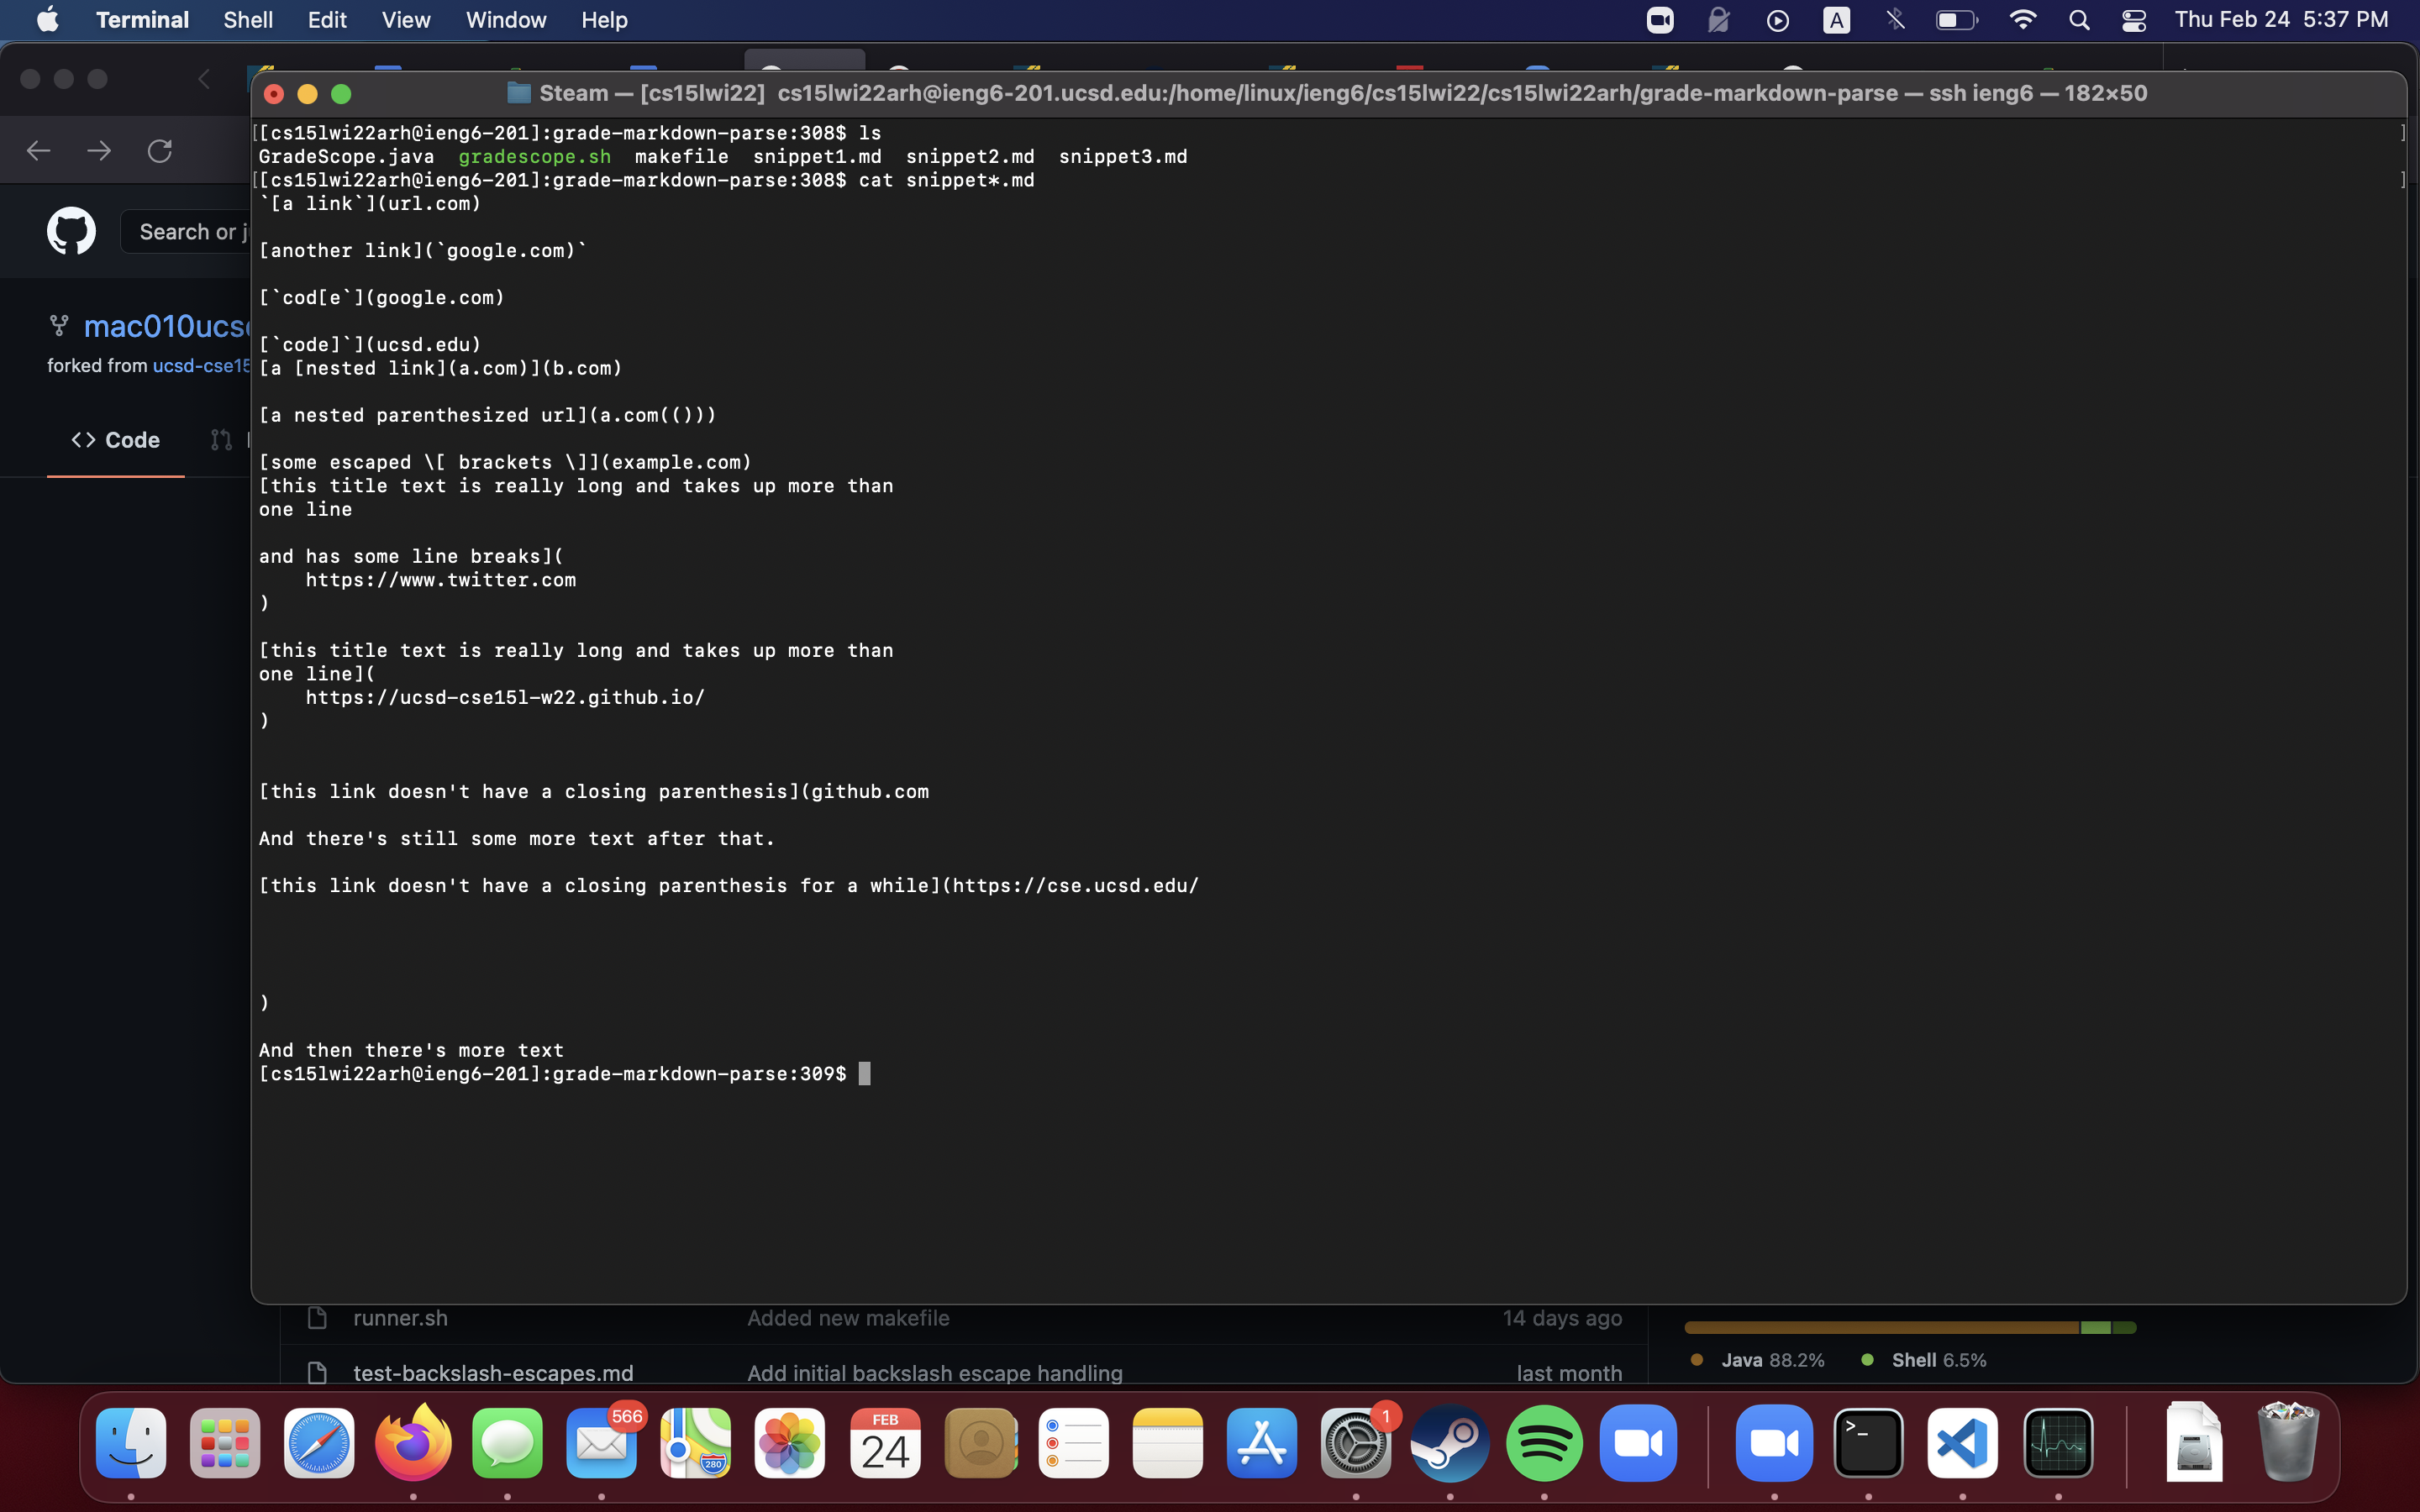 Terminal Shell Edit View Window Help A Thu Feb 24 5:37 PM
Steam — [cs15lwi22] cs15lwi22arh@ieng6-201.ucsd.edu:/home/linux/ieng6/cs15lwi22/cs15lwi22arh/grade-markdown-parse — ssh ieng6 — 182×50
[[cs15lwi22arh@ieng6-201]:grade-markdown-parse:308$ ls ]
GradeScope.java gradescope.sh makefile snippet1.md snippet2.md snippet3.md
[[cs15lwi22arh@ieng6-201]:grade-markdown-parse:308$ cat snippet*.md ]
`[a link`](url.com)
[another link](`google.com)`
[`cod[e`](google.com)
[`code]`](ucsd.edu)
[a [nested link](a.com)](b.com)
[a nested parenthesized url](a.com(()))
[some escaped \[ brackets \]](example.com)
[this title text is really long and takes up more than
one line
and has some line breaks](
    https://www.twitter.com
)
[this title text is really long and takes up more than
one line](
    https://ucsd-cse15l-w22.github.io/
)
[this link doesn't have a closing parenthesis](github.com
And there's still some more text after that.
[this link doesn't have a closing parenthesis for a while](https://cse.ucsd.edu/
)
And then there's more text
[cs15lwi22arh@ieng6-201]:grade-markdown-parse:309$
Search or j
mac010ucsd
forked from ucsd-cse15
<> Code
runner.sh Added new makefile 14 days ago
test-backslash-escapes.md Add initial backslash escape handling last month
Java 88.2% Shell 6.5%
566
280
FEB
24
1
>_